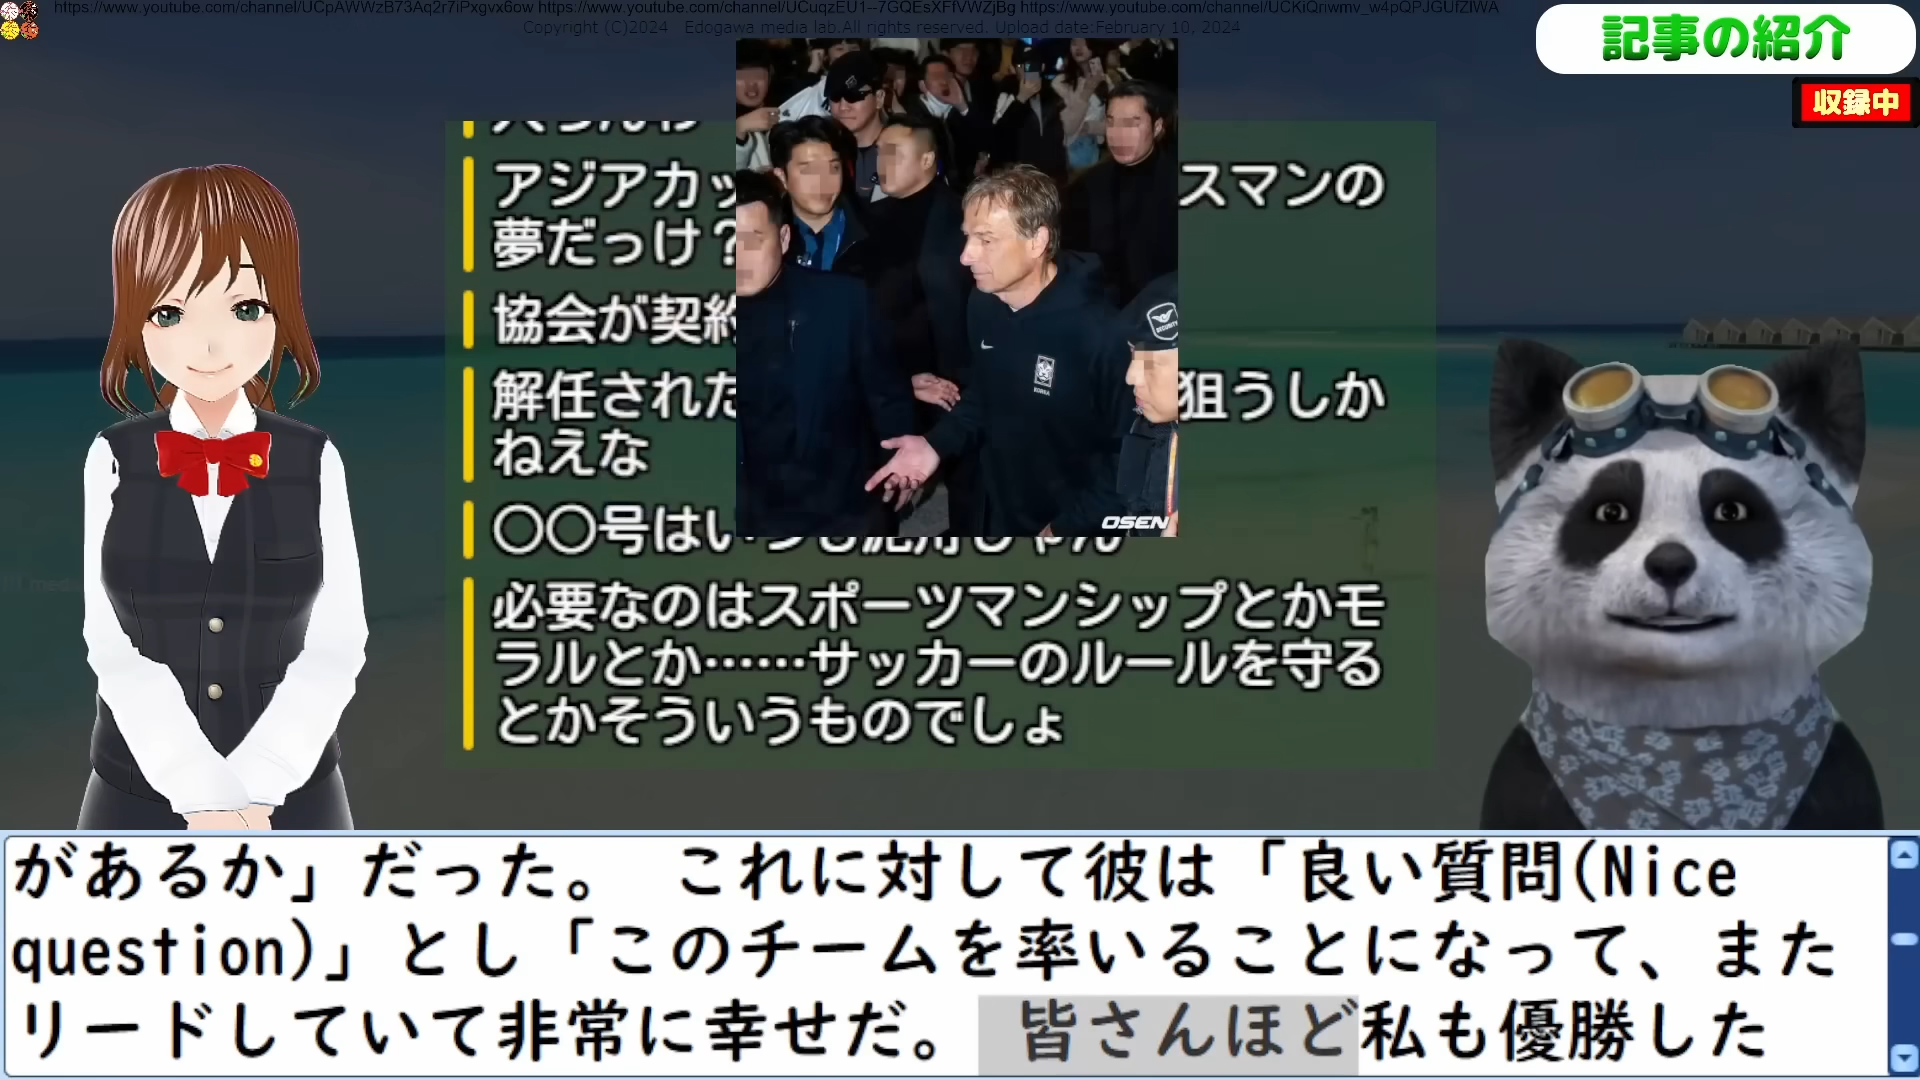 https://www.youtube.com/channel/UCpAWWzB73Aq2r7iPxgvx6cw https://www.youtube.com/channel/UCuqzEU1--7GQEsXFfVWZjBg https://www.youtube.com/channel/UCKiQriwmv_w4pQPJGUfZIWA
Copyright (C)2024 Edogawa media lab.All rights reserved. Upload date:February 10, 2024
記事の紹介
収録中
アジアカッ スマンの
夢だっけ？
協会が契約
解任された 狙うしか
ねえな
〇〇号はい
必要なのはスポーツマンシップとかモ
ラルとか……サッカーのルールを守る
とかそういうものでしょ
SECURITY
KOREA
OSEN
があるか」だった。 これに対して彼は「良い質問(Nice
question)」とし「このチームを率いることになって、また
リードしていて非常に幸せだ。 皆さんほど私も優勝した